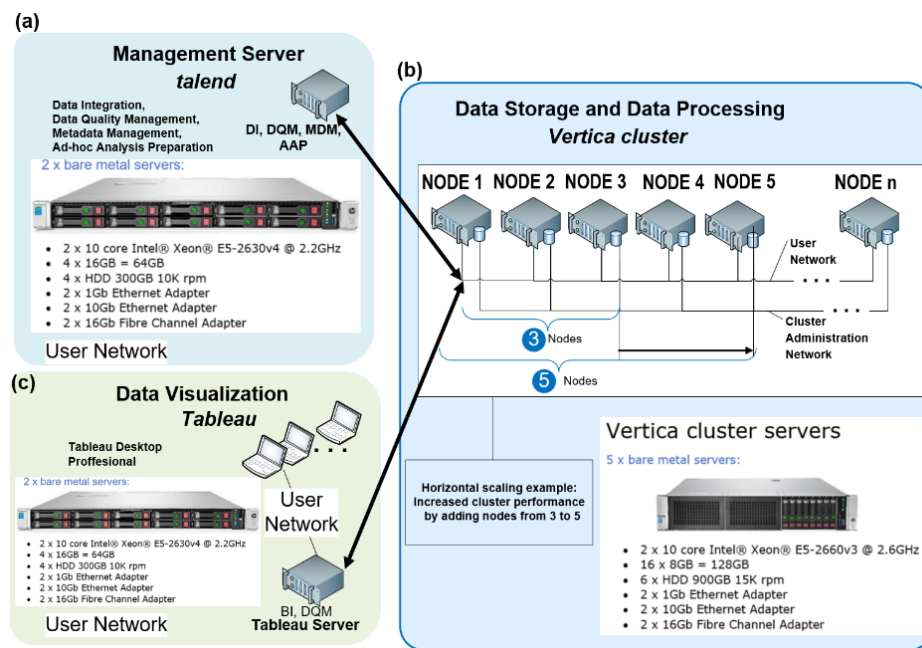 (a)
Management Server
talend
Data Integration,
Data Quality Management,
Metadata Management,
Ad-hoc Analysis Preparation
DI, DQM, MDM,
AAP
2 x bare metal servers:
• 2 x 10 core Intel® Xeon® E5-2630v4 @ 2.2GHz
• 4 x 16GB = 64GB
• 4 x HDD 300GB 10K rpm
• 2 x 1Gb Ethernet Adapter
• 2 x 10Gb Ethernet Adapter
• 2 x 16Gb Fibre Channel Adapter
User Network
(b)
Data Storage and Data Processing
Vertica cluster
NODE 1 NODE 2 NODE 3 NODE 4 NODE 5 NODE n
User
Network
• • •
• • •
Cluster
Administration
Network
3 Nodes
5 Nodes
Horizontal scaling example:
Increased cluster performance
by adding nodes from 3 to 5
Vertica cluster servers
5 x bare metal servers:
• 2 x 10 core Intel® Xeon® E5-2660v3 @ 2.6GHz
• 16 x 8GB = 128GB
• 6 x HDD 900GB 15K rpm
• 2 x 1Gb Ethernet Adapter
• 2 x 10Gb Ethernet Adapter
• 2 x 16Gb Fibre Channel Adapter
(c)
Data Visualization
Tableau
Tableau Desktop
Proffesional
• • •
2 x bare metal servers:
User
Network
• 2 x 10 core Intel® Xeon® E5-2630v4 @ 2.2GHz
• 4 x 16GB = 64GB
• 4 x HDD 300GB 10K rpm
• 2 x 1Gb Ethernet Adapter
• 2 x 10Gb Ethernet Adapter
• 2 x 16Gb Fibre Channel Adapter
BI, DQM
Tableau Server
User Network